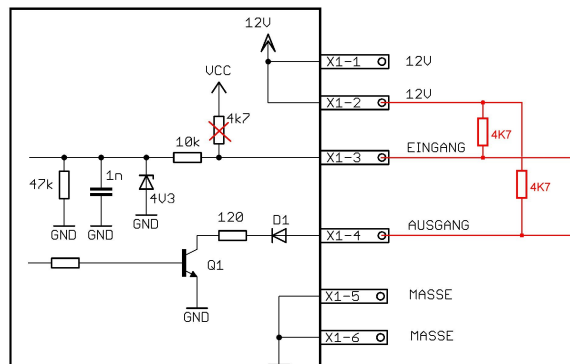 12V
X1-1 12V
VCC
X1-2 12V
4k7
4K7
10k
X1-3 EINGANG
47k
1n
4V3
4K7
GND
GND
GND
120
D1
X1-4 AUSGANG
Q1
X1-5 MASSE
GND
X1-6 MASSE